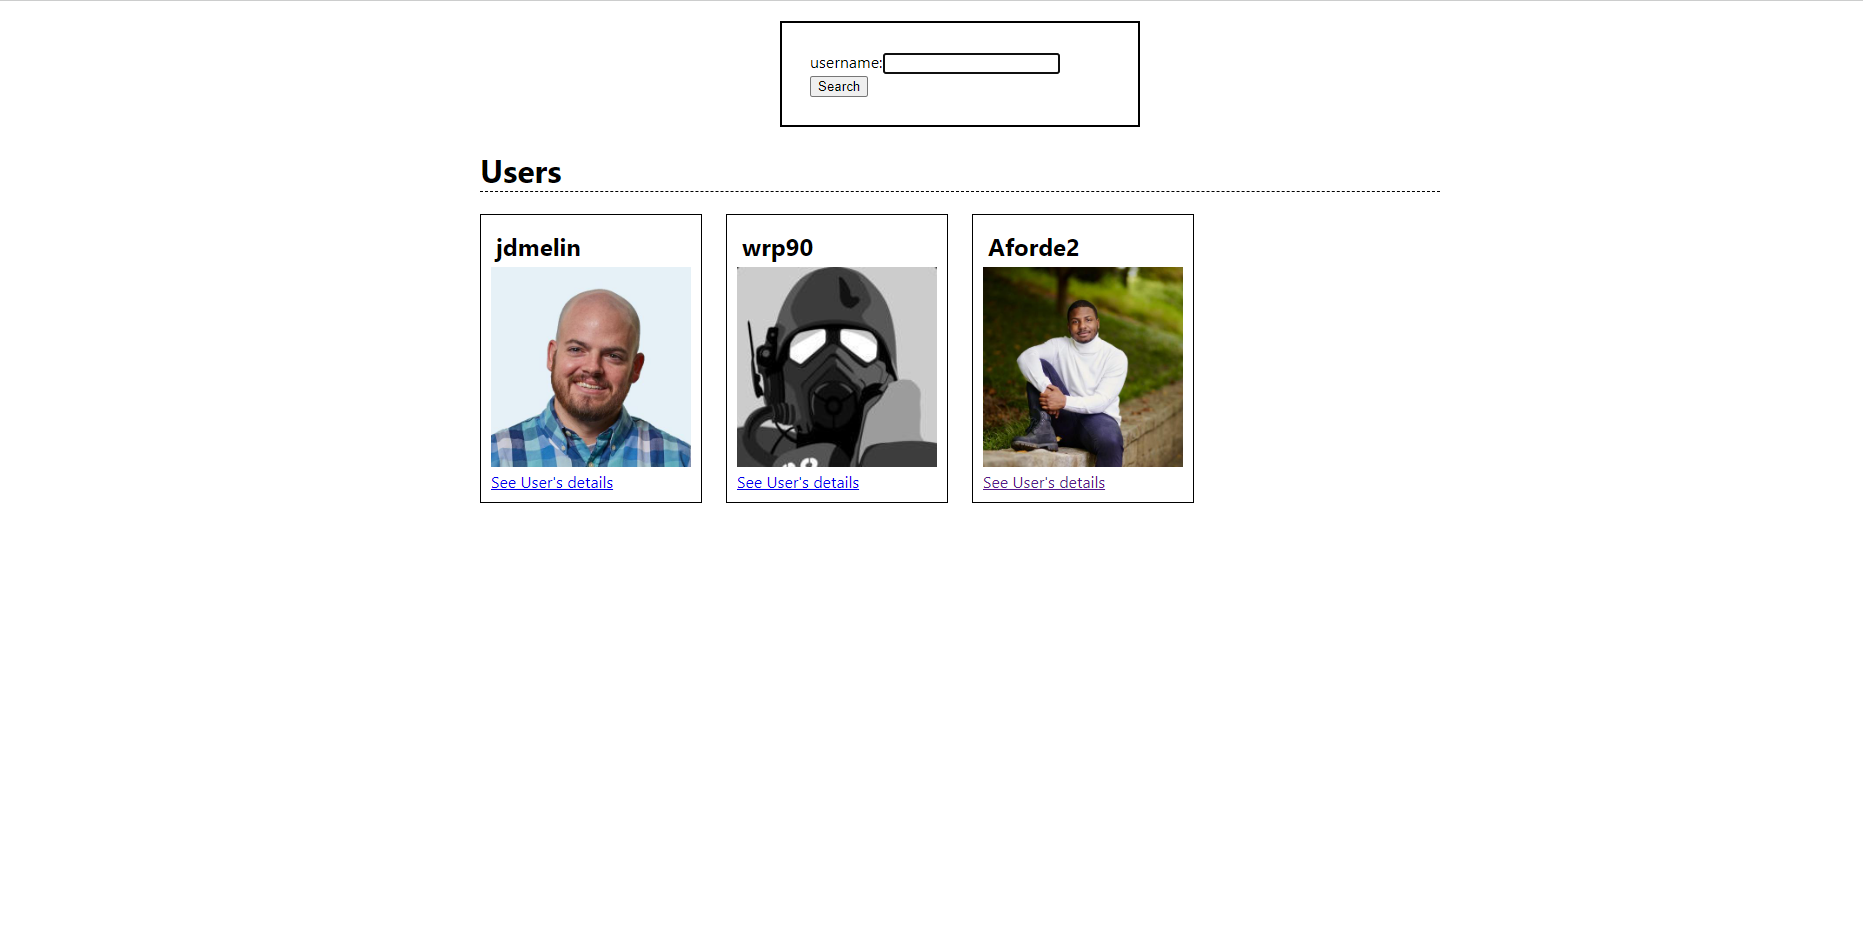 username:
Search
Users
jdmelin
wrp90
Aforde2
See User's details
See User's details
See User's details